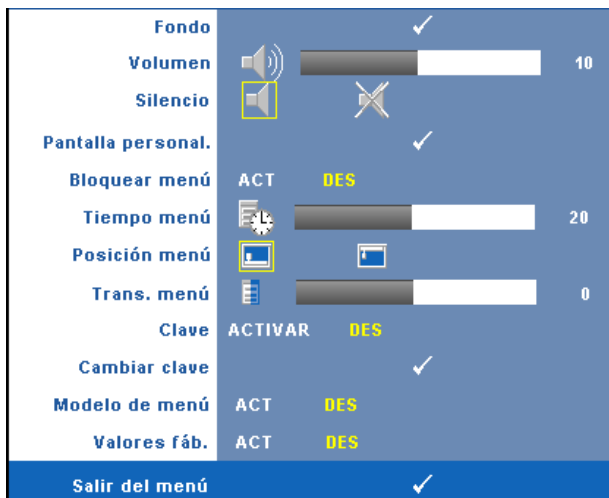 Fondo
Volumen 10
Silencio
Pantalla personal.
Bloquear menú ACT DES
Tiempo menú 20
Posición menú
Trans. menú 0
Clave ACTIVAR DES
Cambiar clave
Modelo de menú ACT DES
Valores fáb. ACT DES
Salir del menú